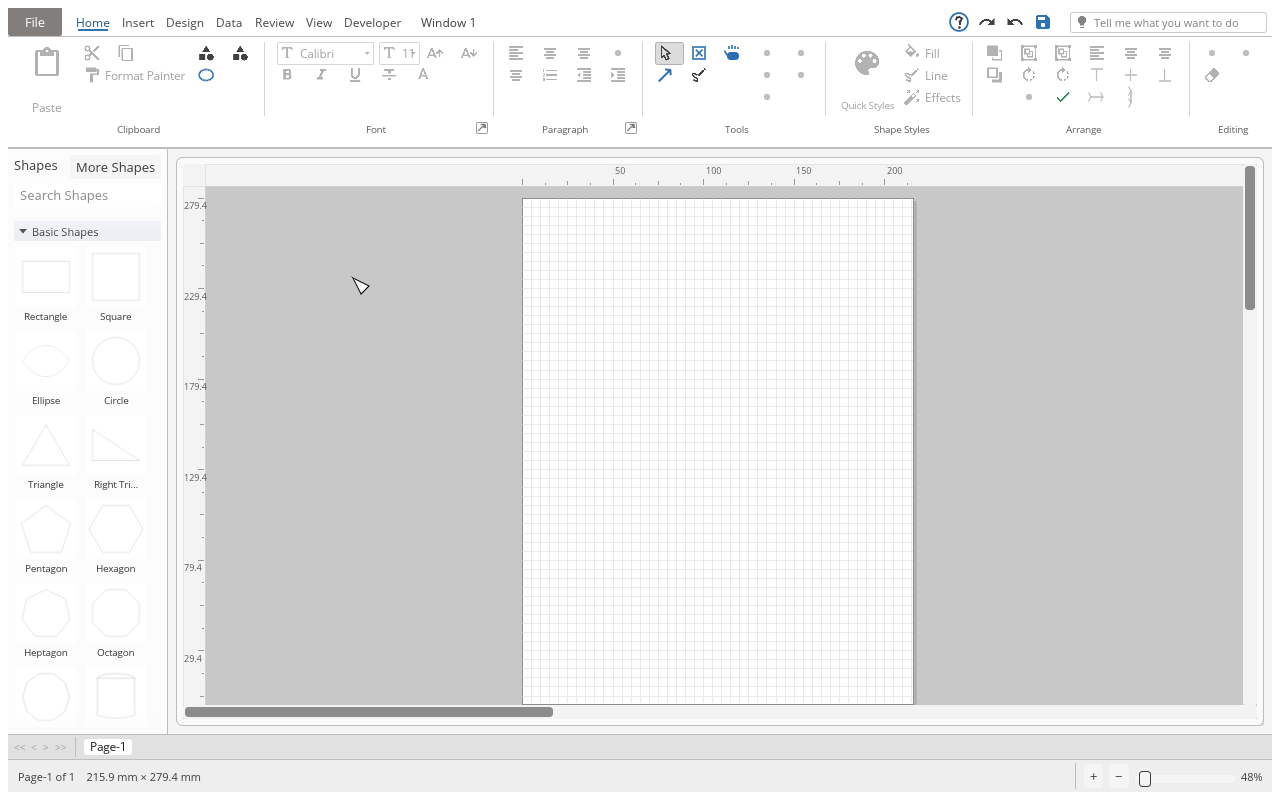 File Home Insert Design Data Review View Developer Window 1 Tell me what you want to do
T Calibri T 11 A A Fill
Format Painter B I U A Line
Paste Quick Styles Effects
Clipboard Font Paragraph Tools Shape Styles Arrange Editing
Shapes More Shapes
Search Shapes
Basic Shapes
Rectangle Square
Ellipse Circle
Triangle Right Tri...
Pentagon Hexagon
Heptagon Octagon
50 100 150 200
279.4
229.4
179.4
129.4
79.4
29.4
<< < > >> Page-1
Page-1 of 1 215.9 mm × 279.4 mm + − 48%